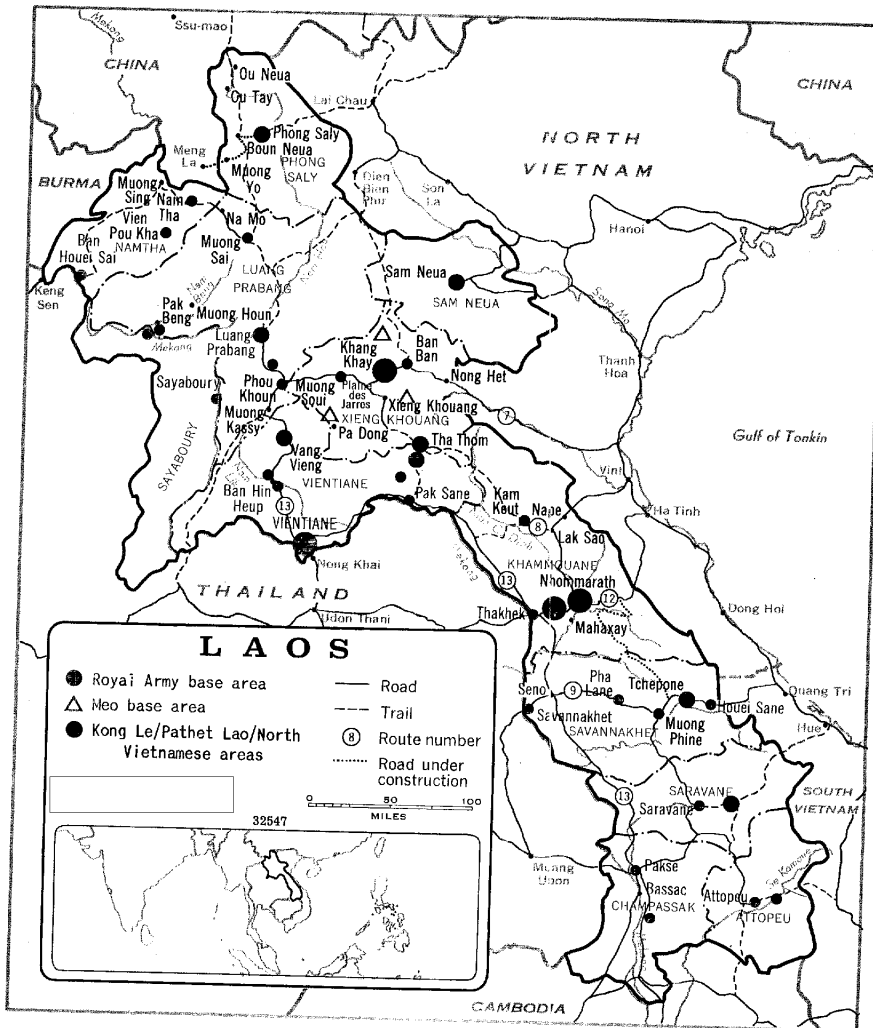 Mekong
Ssu-mao
CHINA
CHINA
Ou Neua
Ou Tay
Lai Chau
NORTH
VIETNAM
Phong Saly
Boun Neua
PHONG
SALY
Meng
La
Muong
Yo
BURMA
Muong
Sing
Nam
Tha
Vien
Pou Kha
NAMTHA
Ban
Houei Sai
Keng
Sen
Na Mo
Muong
Sai
LUANG
PRABANG
Dien
Bien
Phu
Son
La
Hanoi
Sam Neua
SAM NEUA
Song Ma
Thanh
Hoa
Pak
Beng
Mekong
Muong Houn
Luang
Prabang
Khang
Khay
Ban
Ban
Nong Het
Sayaboury
Phou
Khoun
Muong
Soui
Plaine
des
Jarres
Xieng Khouang
XIENG KHOUANG
7
Muong
Kassy
Pa Dong
Tha Thom
Gulf of Tonkin
SAYABOURY
Vang
Vieng
VIENTIANE
Ban Hin
Heup
13
Pak Sane
Kam
Keut
Nape
8
Lak Sao
Vinh
Ha Tinh
VIENTIANE
Nong Khai
THAILAND
Udon Thani
Mekong
13
KHAMMOUANE
Nhommarath
12
Thakhek
Mahaxay
Dong Hoi
Seno
9
Pha
Lane
Tchepone
Houei Sane
Quang Tri
Savannakhet
SAVANNAKHET
Muong
Phine
Hue
13
SARAVANE
Saravane
SOUTH
VIETNAM
Muang
Ubon
Pakse
Bassac
CHAMPASSAK
Attopeu
ATTOPEU
Se Kamane
CAMBODIA
LAOS
Royal Army base area
Meo base area
Kong Le/Pathet Lao/North
Vietnamese areas
Road
Trail
8 Route number
Road under
construction
0 50 100
MILES
32547